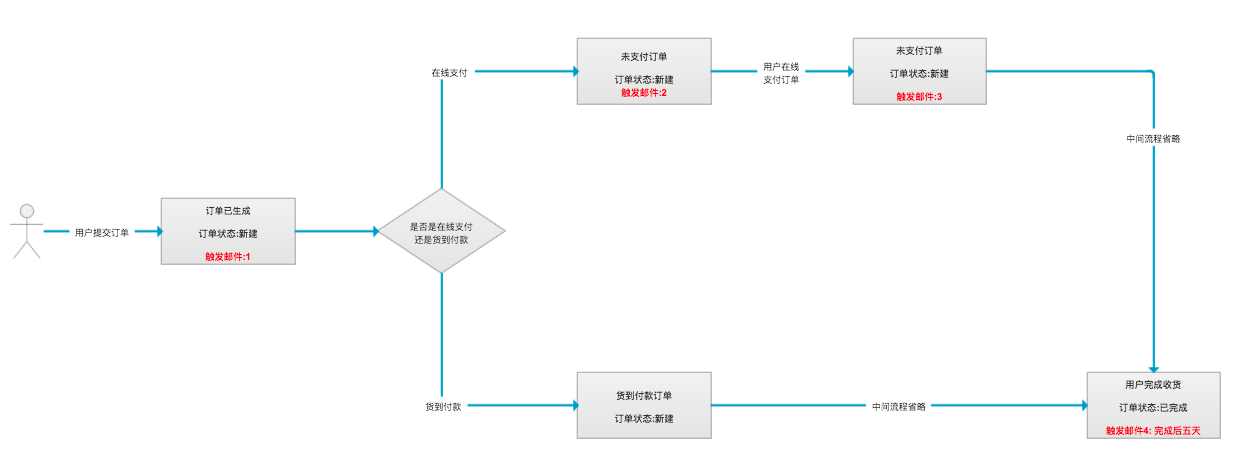 用户提交订单
订单已生成
订单状态:新建
触发邮件:1
是否是在线支付
还是货到付款
在线支付
未支付订单
订单状态:新建
触发邮件:2
用户在线
支付订单
未支付订单
订单状态:新建
触发邮件:3
中间流程省略
货到付款
货到付款订单
订单状态:新建
中间流程省略
用户完成收货
订单状态:已完成
触发邮件4: 完成后五天